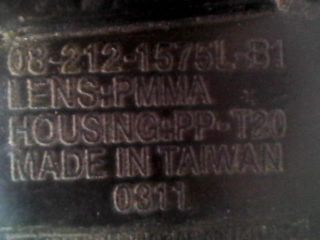 08-212-1575L-B1
LENS:PMMA
HOUSING:PP-T20
MADE IN TAIWAN
0311